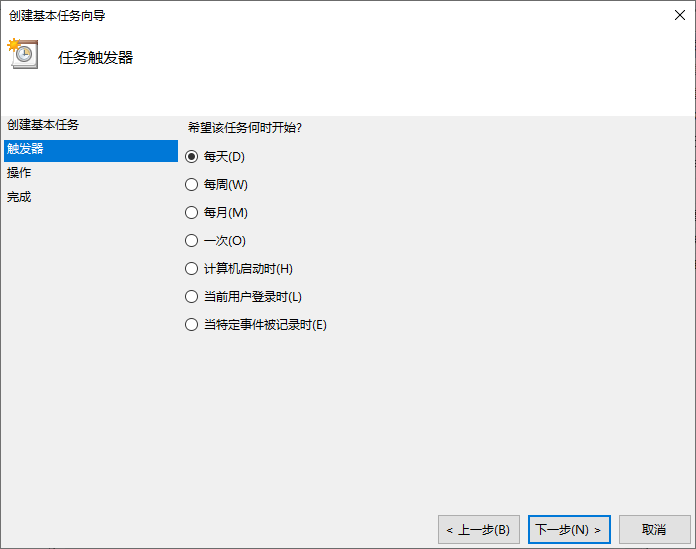 创建基本任务向导
任务触发器
创建基本任务
触发器
操作
完成
希望该任务何时开始?
每天(D)
每周(W)
每月(M)
一次(O)
计算机启动时(H)
当前用户登录时(L)
当特定事件被记录时(E)
< 上一步(B)
下一步(N) >
取消